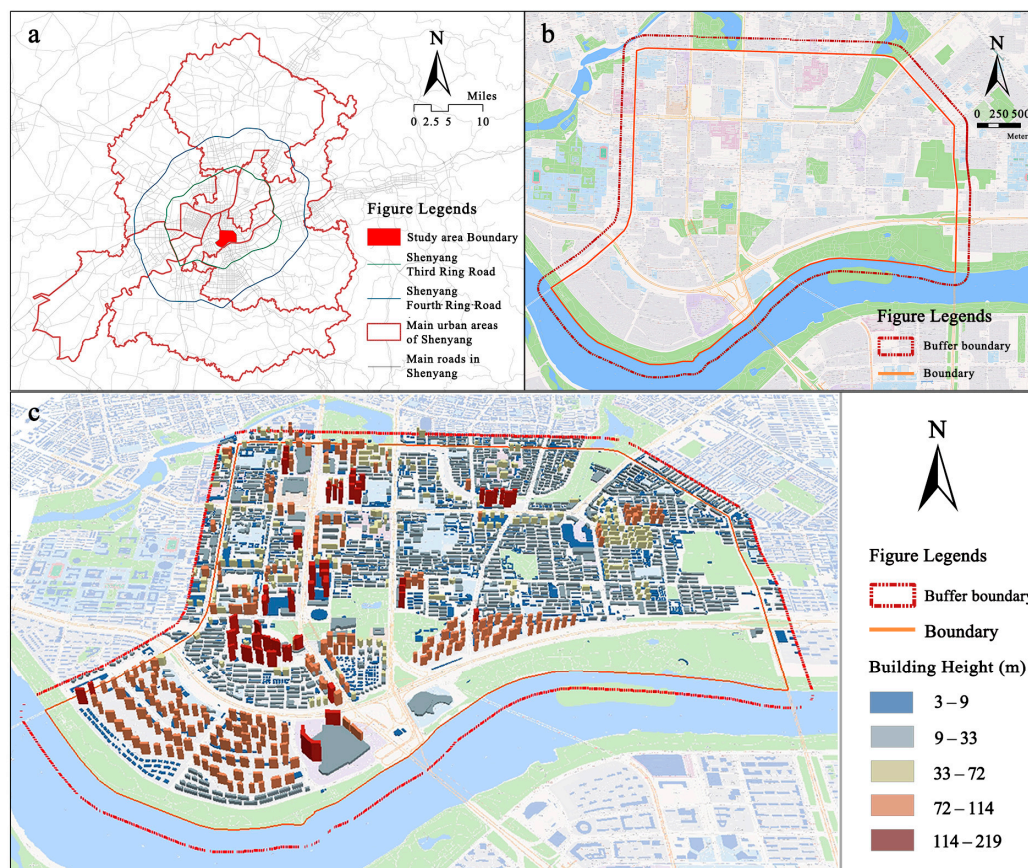 a
N
Miles
0 2.5 5 10
Figure Legends
Study area Boundary
Shenyang
Third Ring Road
Shenyang
Fourth Ring Road
Main urban areas
of Shenyang
Main roads in
Shenyang
b
N
0 250 500
Meter
Figure Legends
Buffer boundary
Boundary
c
N
Figure Legends
Buffer boundary
Boundary
Building Height (m)
3–9
9–33
33–72
72–114
114–219